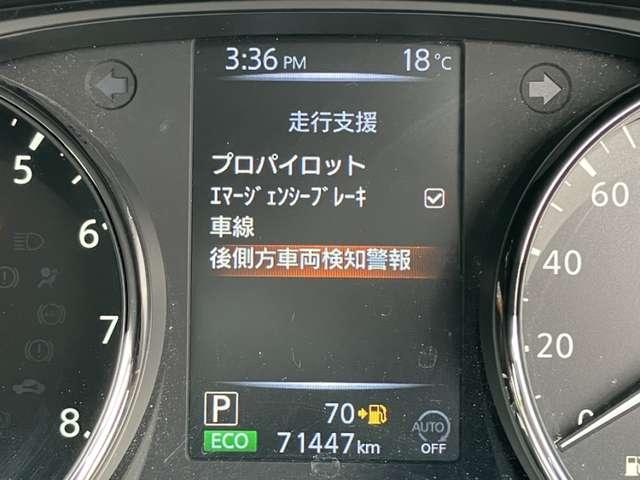 3:36 PM 18℃
走行支援
プロパイロット
ｴﾏｰｼﾞｪﾝｼｰﾌﾞﾚｰｷ
車線
後側方車両検知警報
P 70
ECO 71447 km
AUTO OFF
5
6
7
8
60
40
20
0